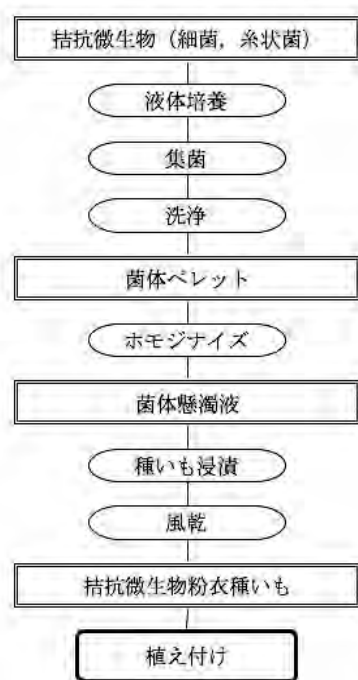 拮抗微生物（細菌，糸状菌）
液体培養
集菌
洗浄
菌体ペレット
ホモジナイズ
菌体懸濁液
種いも浸漬
風乾
拮抗微生物粉衣種いも
植え付け